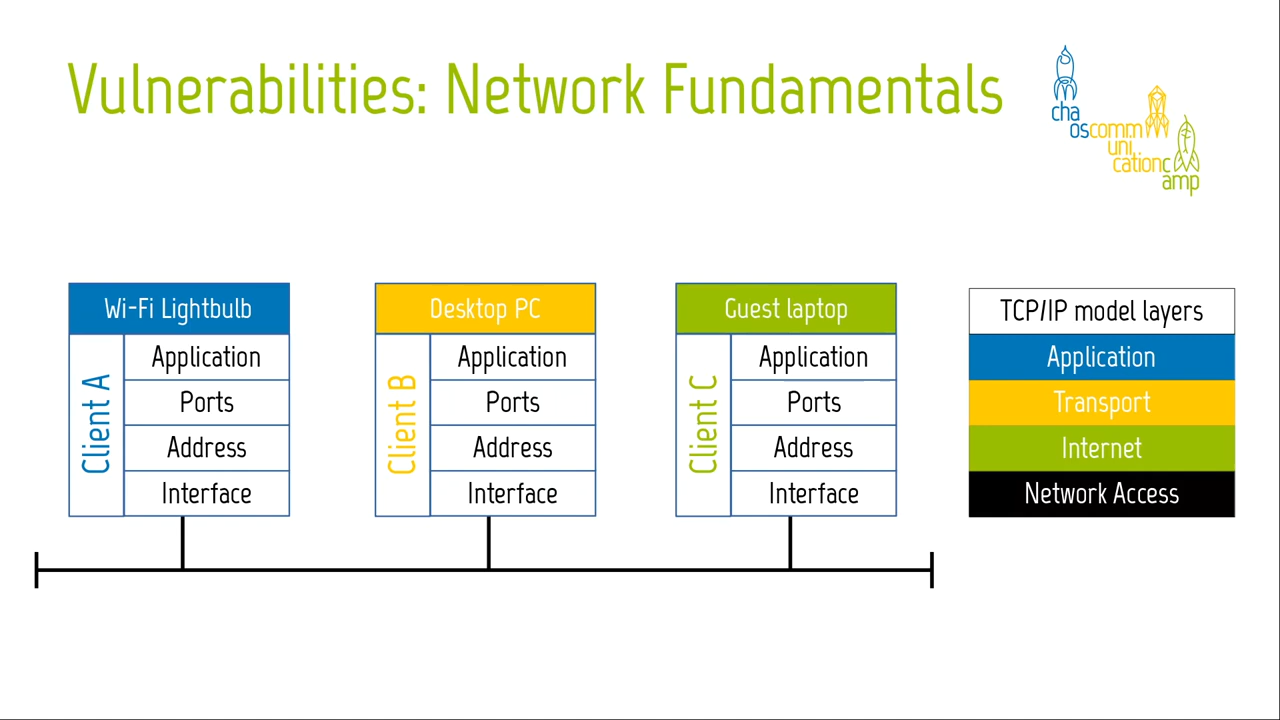 Vulnerabilities: Network Fundamentals
cha
oscomm
uni
cationc
amp
Wi-Fi Lightbulb
Client A
Application
Ports
Address
Interface
Desktop PC
Client B
Application
Ports
Address
Interface
Guest laptop
Client C
Application
Ports
Address
Interface
TCP/IP model layers
Application
Transport
Internet
Network Access